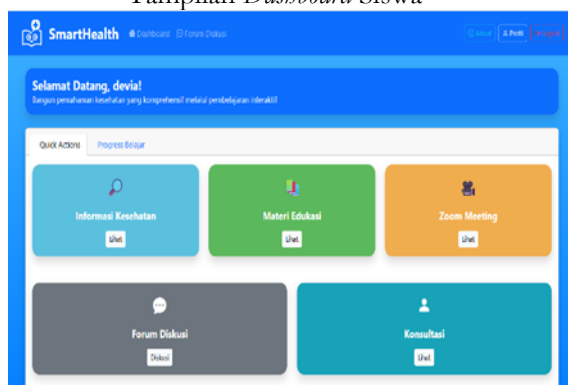 Tampilan Dashboard Siswa
SmartHealth Dashboard Forum Diskusi About Profil
Selamat Datang, devia!
Bangun pemahaman kesehatan yang komprehensif melalui pembelajaran interaktif
Quick Actions Progress Belajar
Informasi Kesehatan
Lihat
Materi Edukasi
Lihat
Zoom Meeting
Lihat
Forum Diskusi
Diskusi
Konsultasi
Lihat